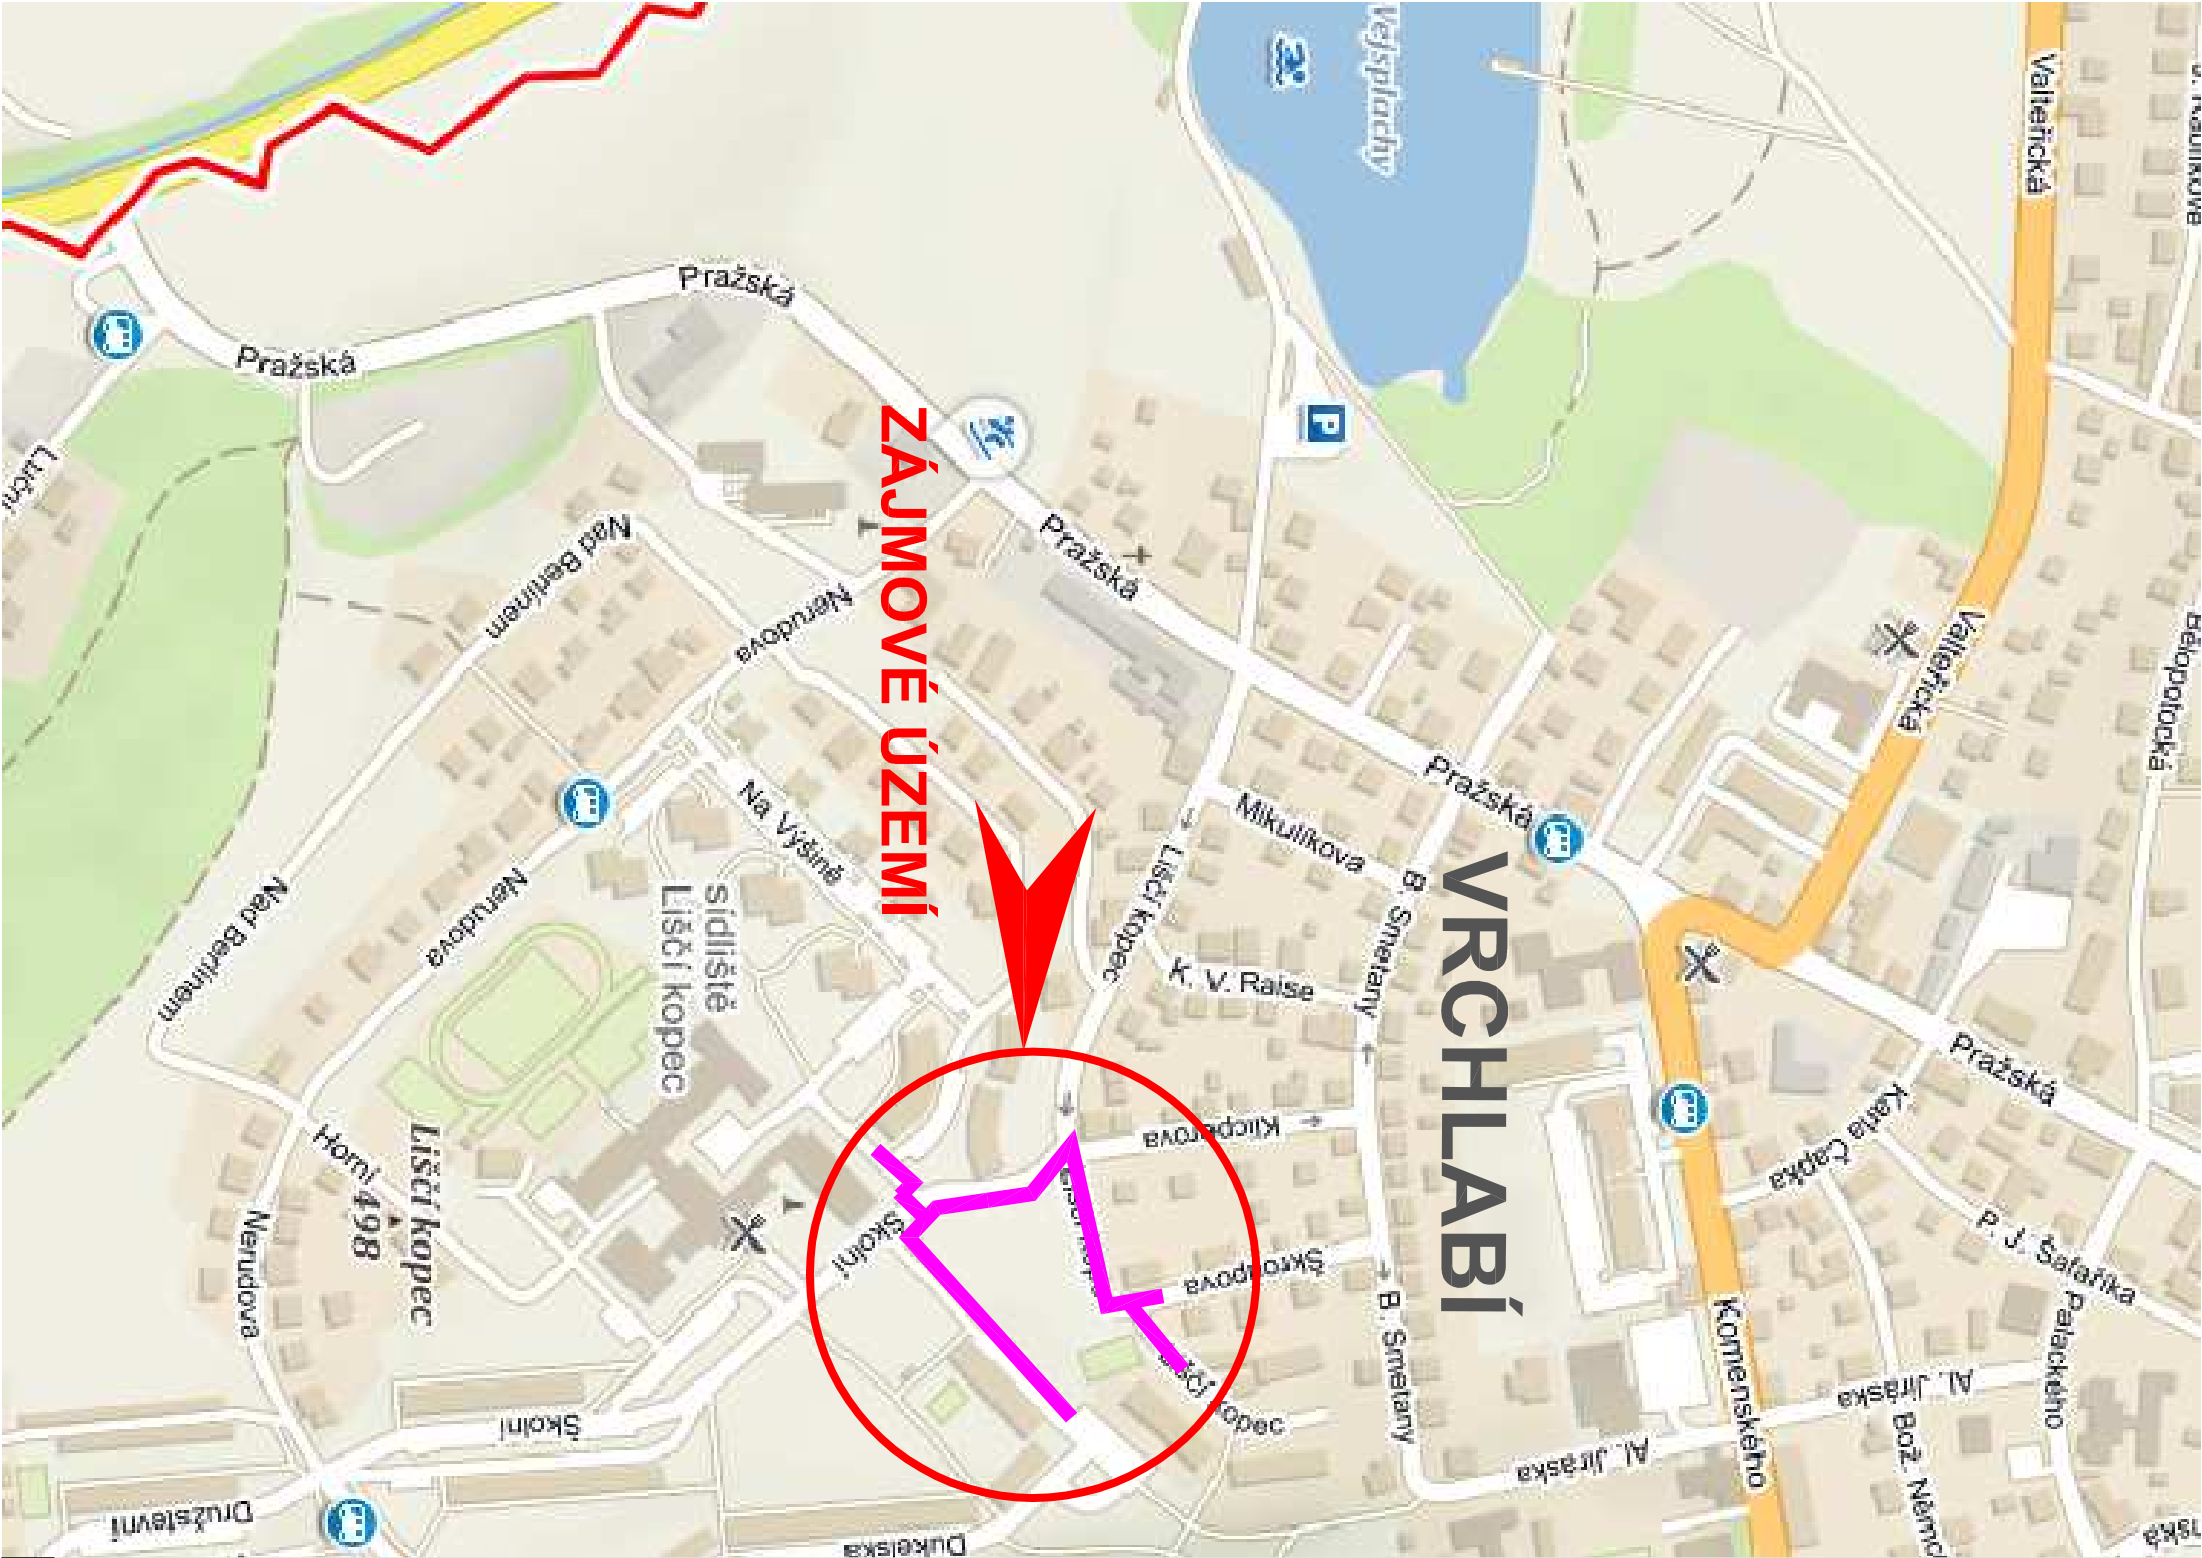 Vejsplachy
Valteřická
Pražská
Pražská
Luční
ZÁJMOVÉ ÚZEMÍ
Pražská
Nad Berlínem
Nerudova
Valteřická
Bělopotocká
Pražská
Mikulíkova
Na Výšině
Liščí kopec
VRCHLABÍ
B. Smetany
K. V. Raise
sídliště
Liščí kopec
Nerudova
Nad Berlínem
Pražská
Karla Čapka
Klicperova
Horní
Liščí kopec
498
Školní
Škroupova
P. J. Šafaříka
Nerudova
B. Smetany
Komenského
Palackého
Al. Jiráska
Školní
Al. Jiráska
Bož. Němc
Družstevní
Dukelská
P